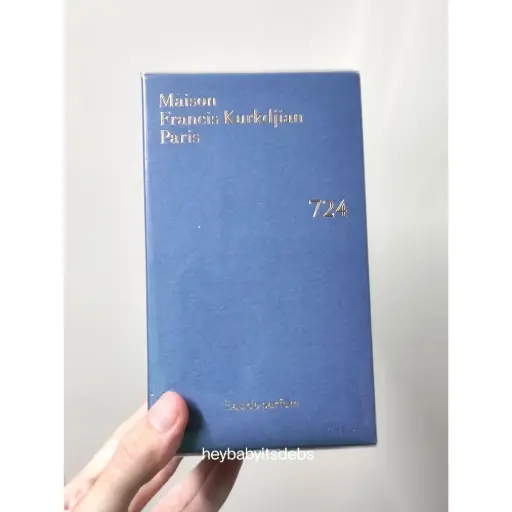 Maison
Francis Kurkdjian
Paris
724
Eau de parfum
heybabyitsdebs